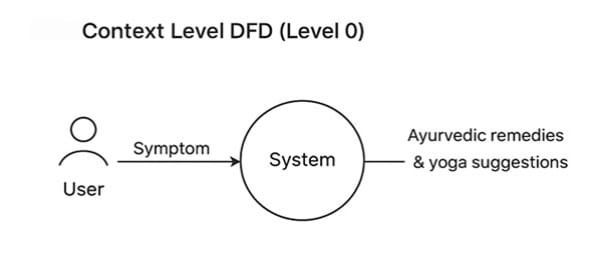 Context Level DFD (Level 0)
Symptom
User
System
Ayurvedic remedies
& yoga suggestions